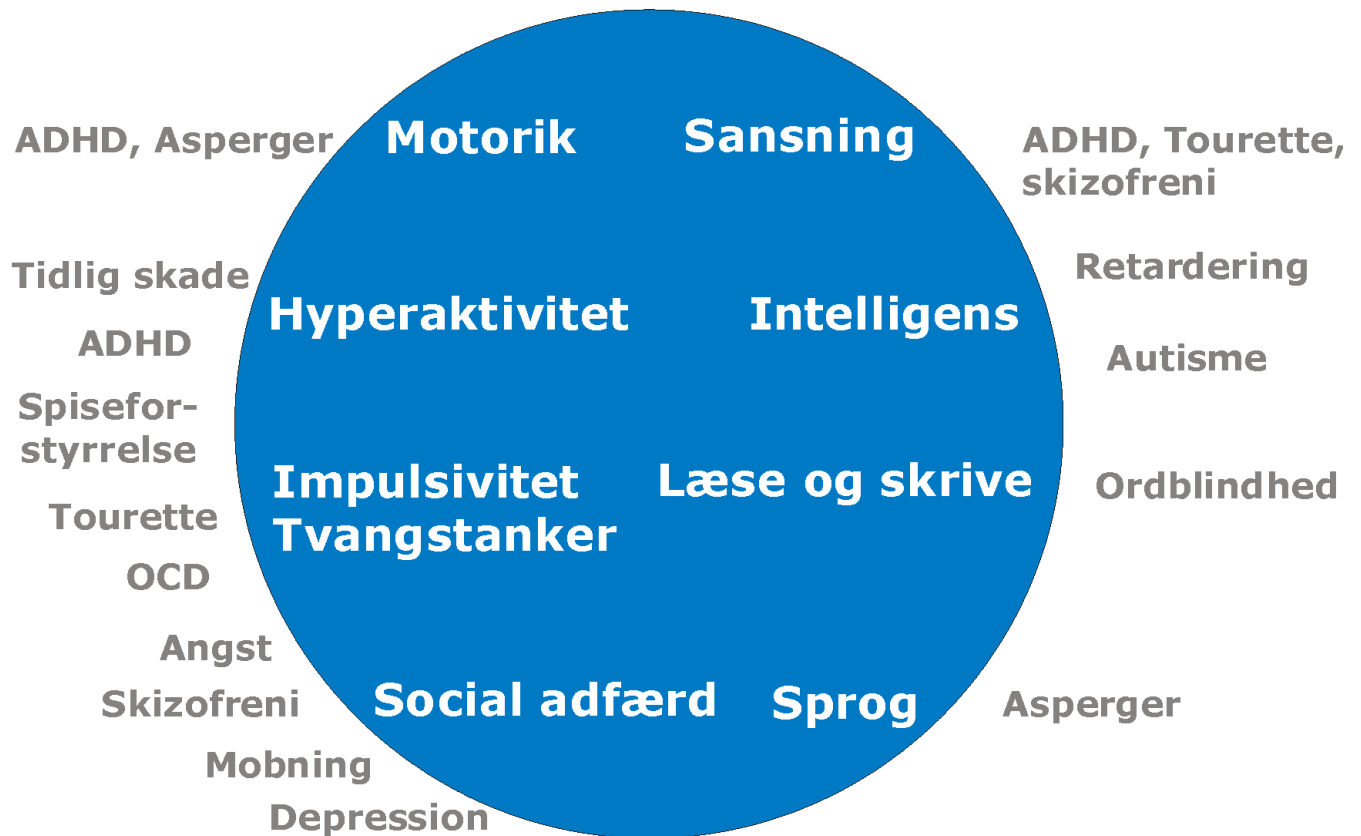 ADHD, Asperger
Motorik
Sansning
ADHD, Tourette,
skizofreni
Tidlig skade
Retardering
Hyperaktivitet
Intelligens
ADHD
Autisme
Spisefor-
styrrelse
Impulsivitet
Tvangstanker
Læse og skrive
Ordblindhed
Tourette
OCD
Angst
Skizofreni
Social adfærd
Sprog
Asperger
Mobning
Depression